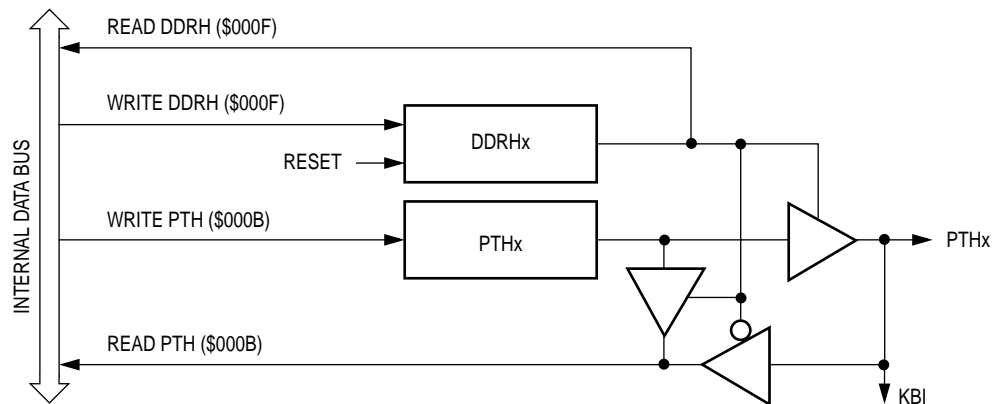 READ DDRH ($000F)
WRITE DDRH ($000F)
DDRHx
RESET
INTERNAL DATA BUS
WRITE PTH ($000B)
PTHx
PTHx
READ PTH ($000B)
KBI